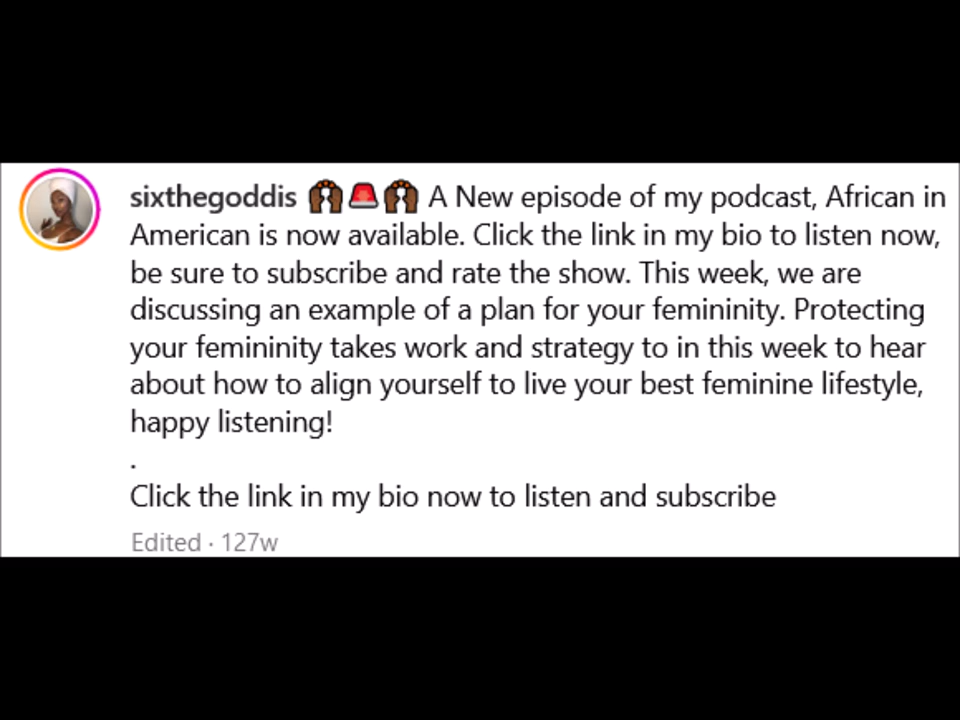 sixthegoddis 🙌🏿🚨🙌🏿 A New episode of my podcast, African in
American is now available. Click the link in my bio to listen now,
be sure to subscribe and rate the show. This week, we are
discussing an example of a plan for your femininity. Protecting
your femininity takes work and strategy to in this week to hear
about how to align yourself to live your best feminine lifestyle,
happy listening!
.
Click the link in my bio now to listen and subscribe
Edited · 127w